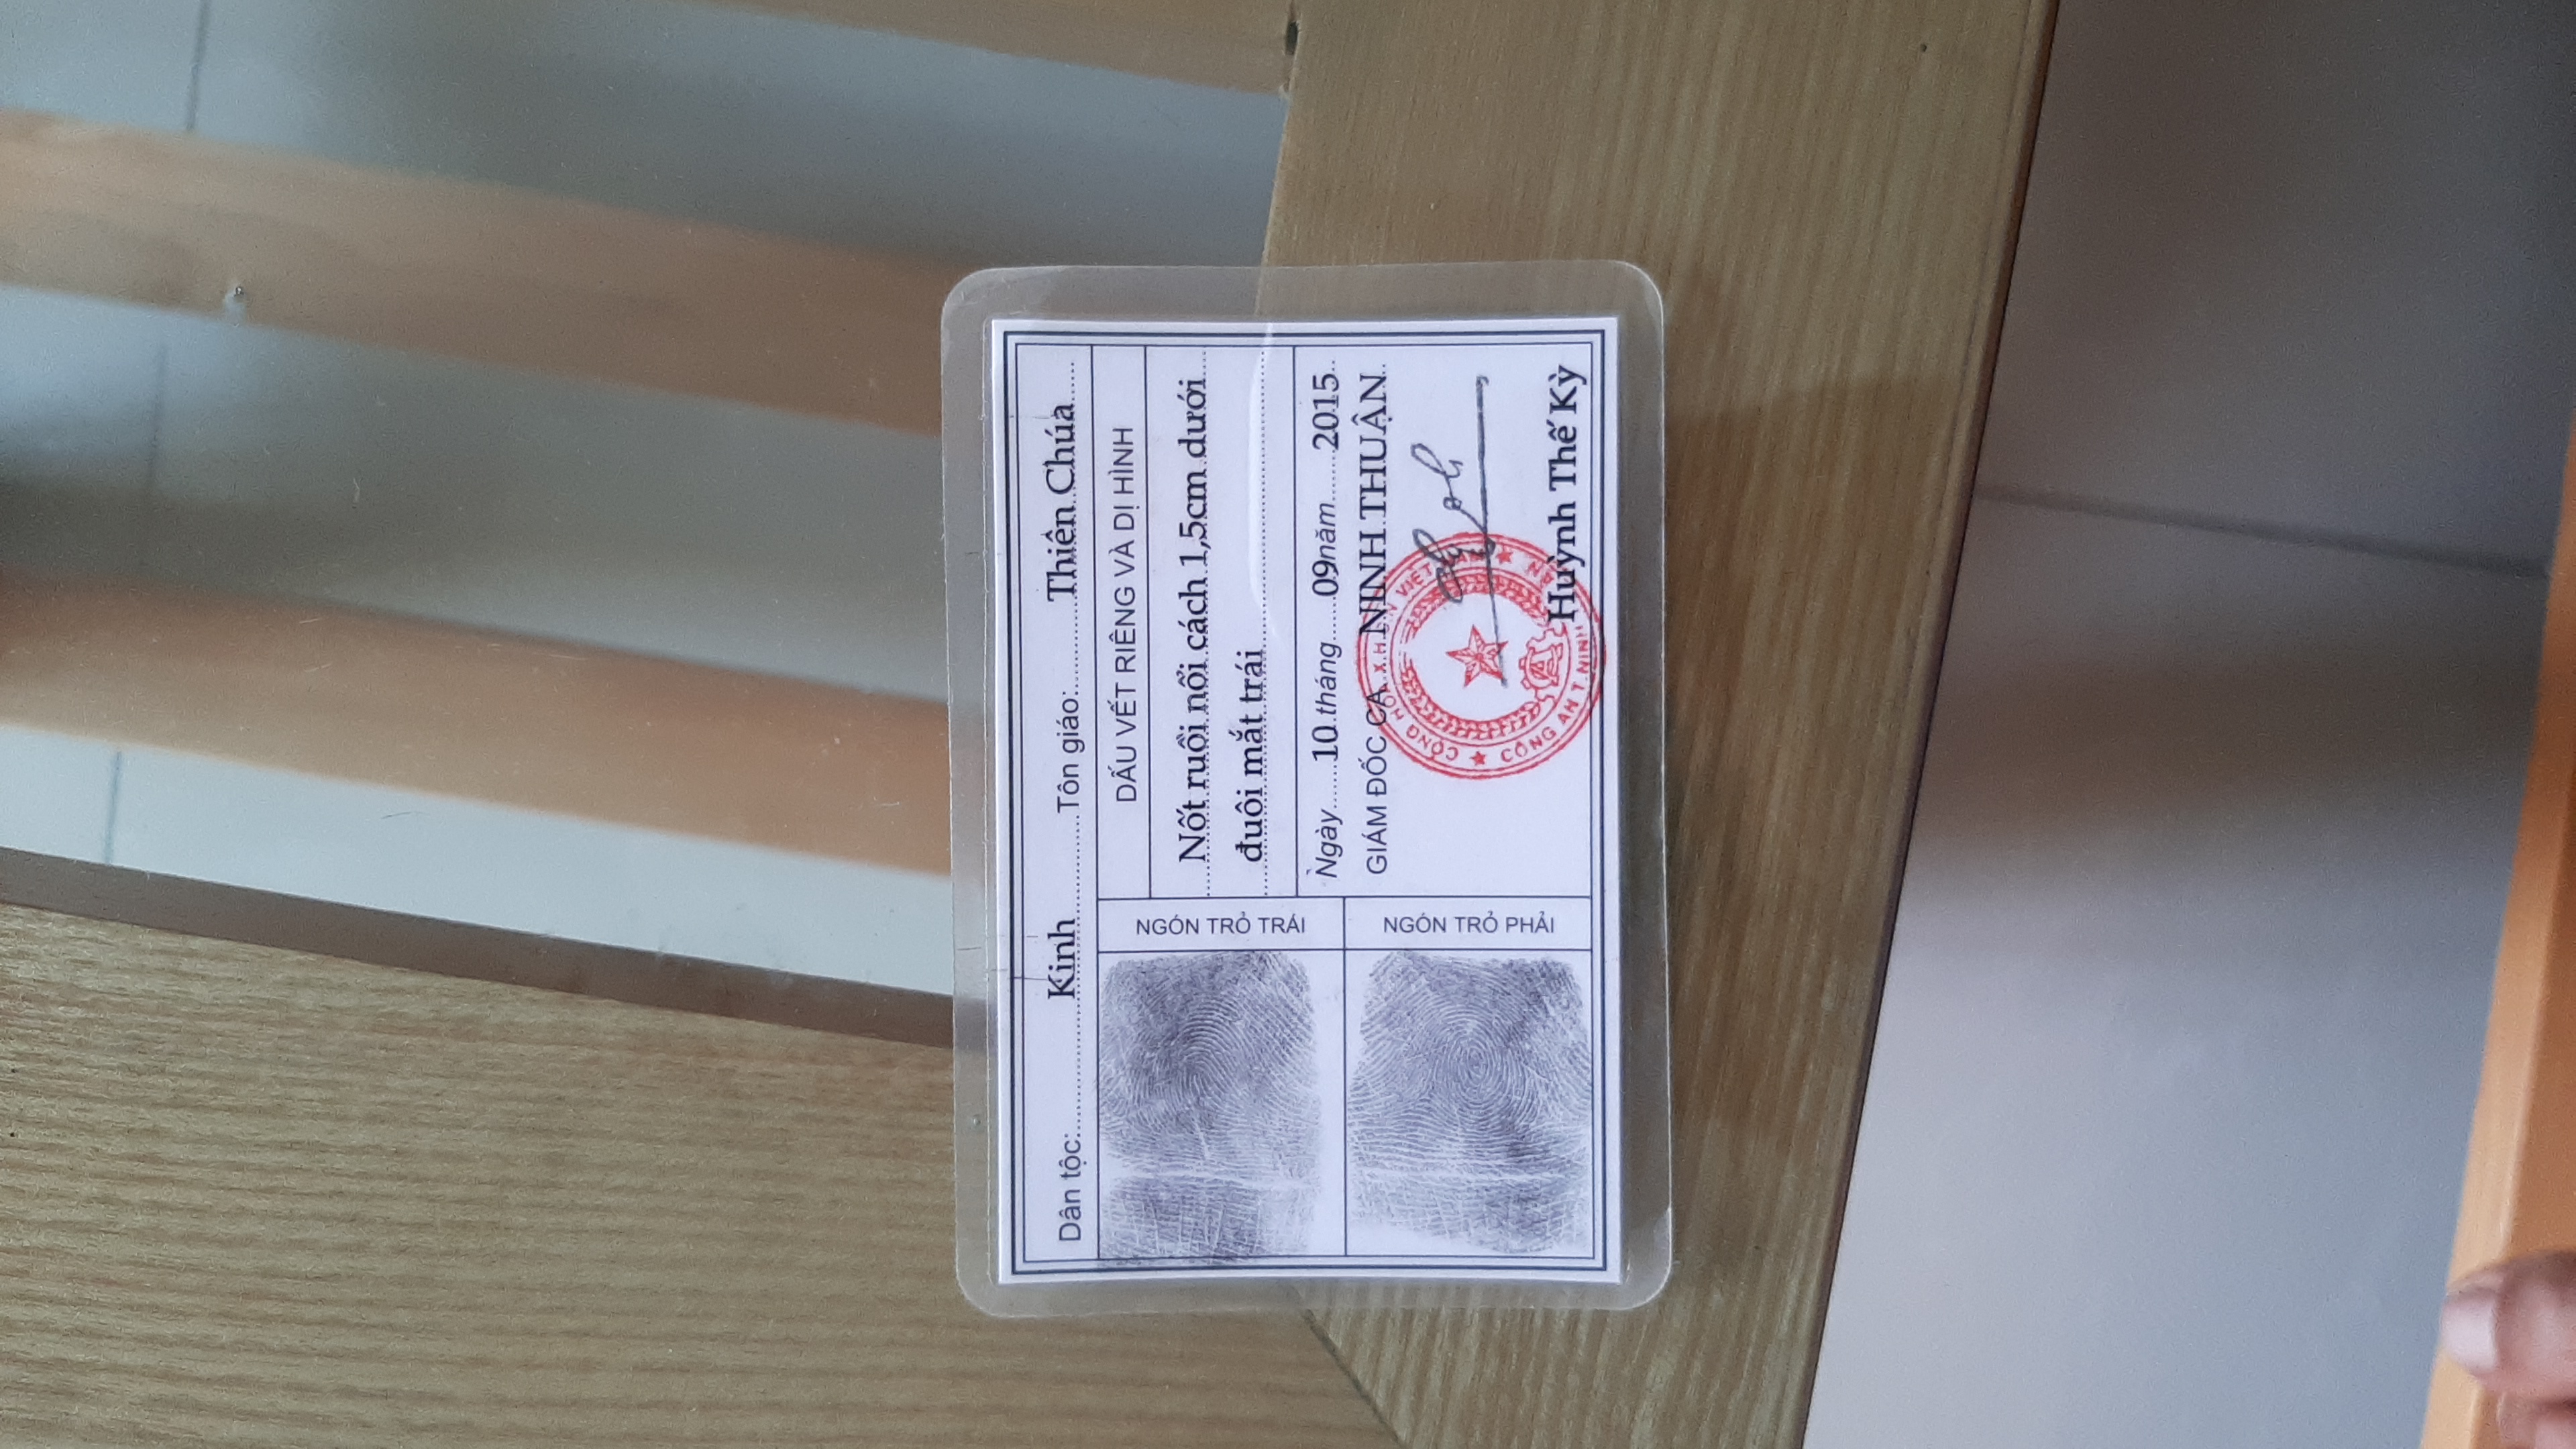 Dân tộc: Kinh Tôn giáo: Thiên Chúa
NGÓN TRỎ TRÁI
NGÓN TRỎ PHẢI
DẤU VẾT RIÊNG VÀ DỊ HÌNH
Nốt ruồi nổi cách 1,5cm dưới
đuôi mắt trái
Ngày 10 tháng 09 năm 2015
GIÁM ĐỐC CA NINH THUẬN
CỘNG HÒA X.H.C.N VIỆT
CÔNG AN T. NINH
Huỳnh Thế Kỳ